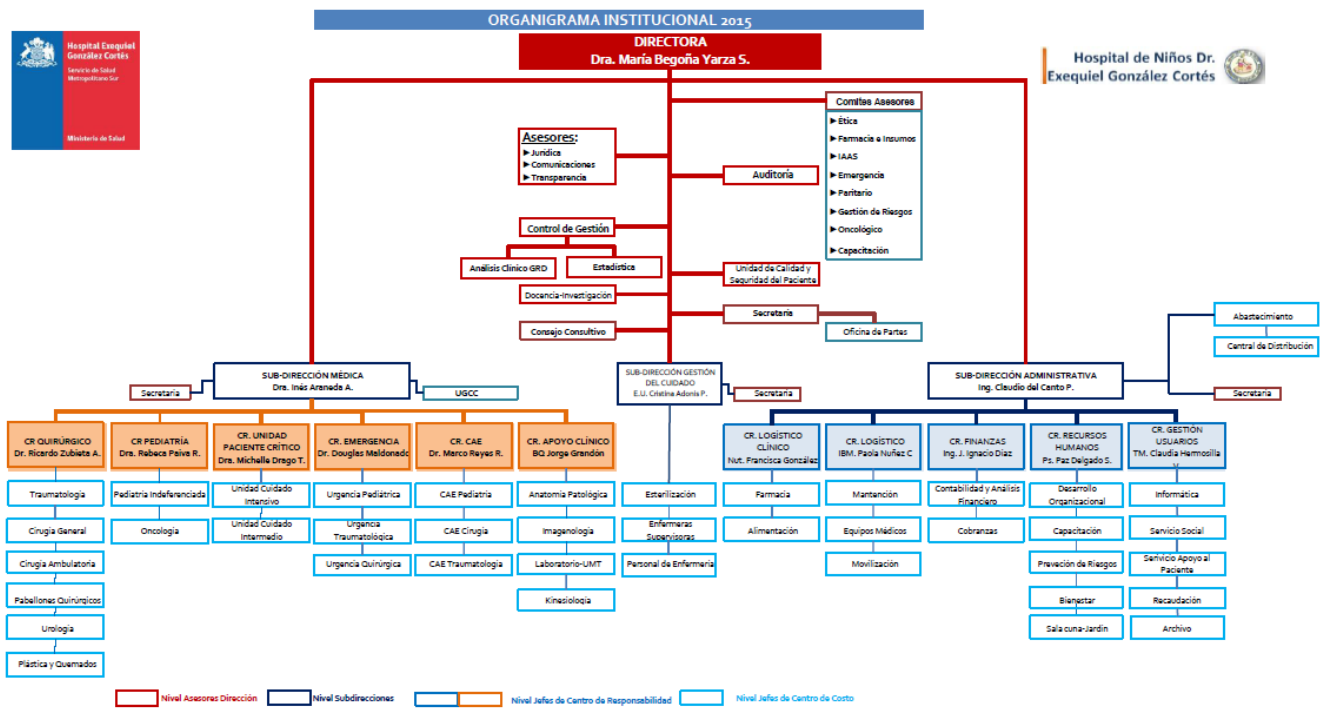 ORGANIGRAMA INSTITUCIONAL 2015
Hospital Exequiel
González Cortés
Servicio de Salud
Metropolitano Sur
Ministerio de Salud
DIRECTORA
Dra. María Begoña Yarza S.
Hospital de Niños Dr.
Exequiel González Cortés
Comites Asesores
►Ética
►Farmacia e Insumos
►IAAS
►Emergencia
►Paritario
►Gestión de Riesgos
►Oncológico
►Capacitación
Asesores:
►Jurídica
►Comunicaciones
►Transparencia
Auditoría
Control de Gestión
Análisis Clínico GRD
Estadística
Unidad de Calidad y
Seguridad del Paciente
Docencia-Investigación
Secretaria
Oficina de Partes
Consejo Consultivo
Abastecimiento
Central de Distribución
SUB-DIRECCIÓN MÉDICA
Dra. Inés Araneda A.
Secretaria
UGCC
SUB-DIRECCIÓN GESTIÓN
DEL CUIDADO
E.U. Cristina Adonis P.
Secretaria
SUB-DIRECCIÓN ADMINISTRATIVA
Ing. Claudio del Canto P.
Secretaria
CR QUIRÚRGICO
Dr. Ricardo Zubieta A.
Traumatología
Cirugía General
Cirugía Ambulatoria
Pabellones Quirúrgicos
Urología
Plástica y Quemados
CR PEDIATRÍA
Dra. Rebeca Paiva R.
Pediatría Indeferenciada
Oncología
CR. UNIDAD
PACIENTE CRÍTICO
Dra. Michelle Drago T.
Unidad Cuidado
Intensivo
Unidad Cuidado
Intermedio
CR. EMERGENCIA
Dr. Douglas Maldonado
Urgencia Pediátrica
Urgencia
Traumatológica
Urgencia Quirúrgica
CR. CAE
Dr. Marco Reyes R.
CAE Pediatría
CAE Cirugía
CAE Traumatología
CR. APOYO CLÍNICO
BQ Jorge Grandón
Anatomía Patológica
Imagenología
Laboratorio-UMT
Kinesiología
Esterilización
Enfermeras
Supervisoras
Personal de Enfermería
CR. LOGÍSTICO
CLÍNICO
Nut. Francisca González
Farmacia
Alimentación
CR. LOGÍSTICO
IBM. Paola Nuñez C
Mantención
Equipos Médicos
Movilización
CR. FINANZAS
Ing. J. Ignacio Díaz
Contabilidad y Análisis
Financiero
Cobranzas
CR. RECURSOS
HUMANOS
Ps. Paz Delgado S.
Desarrollo
Organizacional
Capacitación
Preveción de Riesgos
Bienestar
Sala cuna-Jardín
CR. GESTIÓN
USUARIOS
TM. Claudia Hermosilla
Informática
Servicio Social
Serivicio Apoyo al
Paciente
Recaudación
Archivo
Nivel Asesores Dirección
Nivel Subdirecciones
Nivel Jefes de Centro de Responsabilidad
Nivel Jefes de Centro de Costo